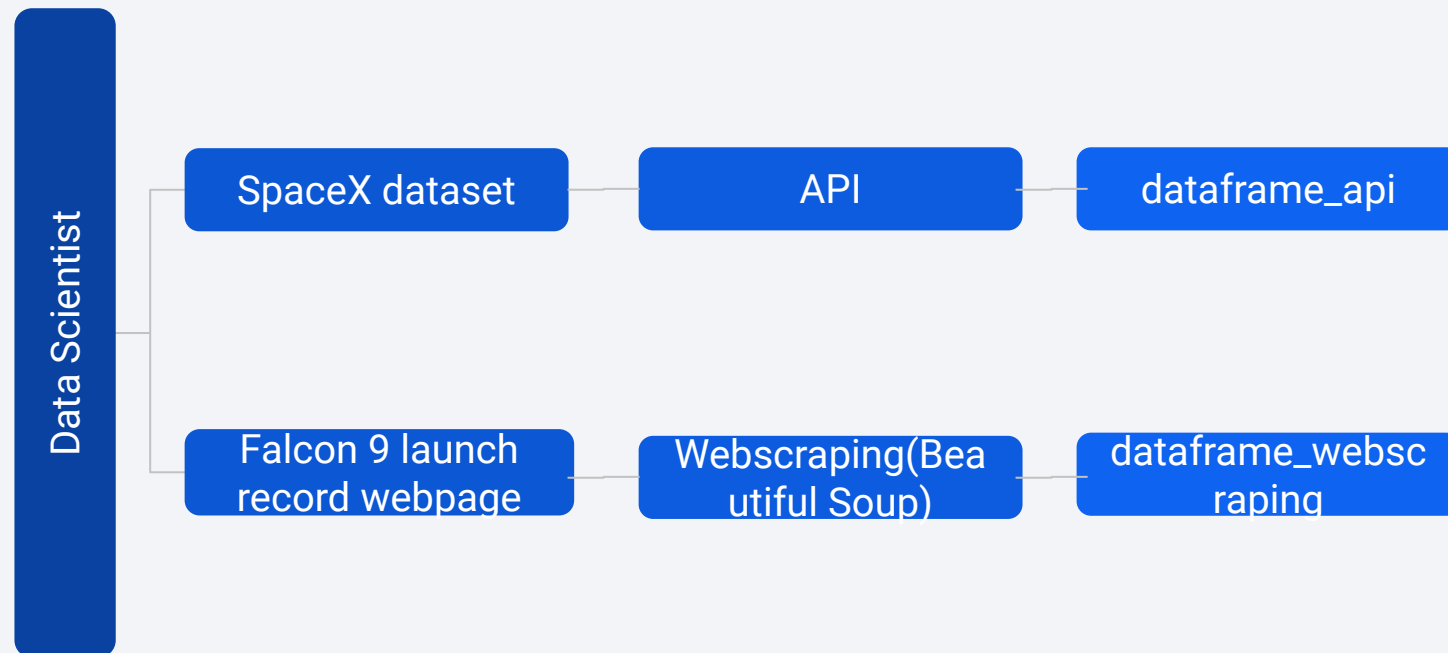 Data Scientist
SpaceX dataset
API
dataframe_api
Falcon 9 launch
record webpage
Webscraping(Bea
utiful Soup)
dataframe_websc
raping